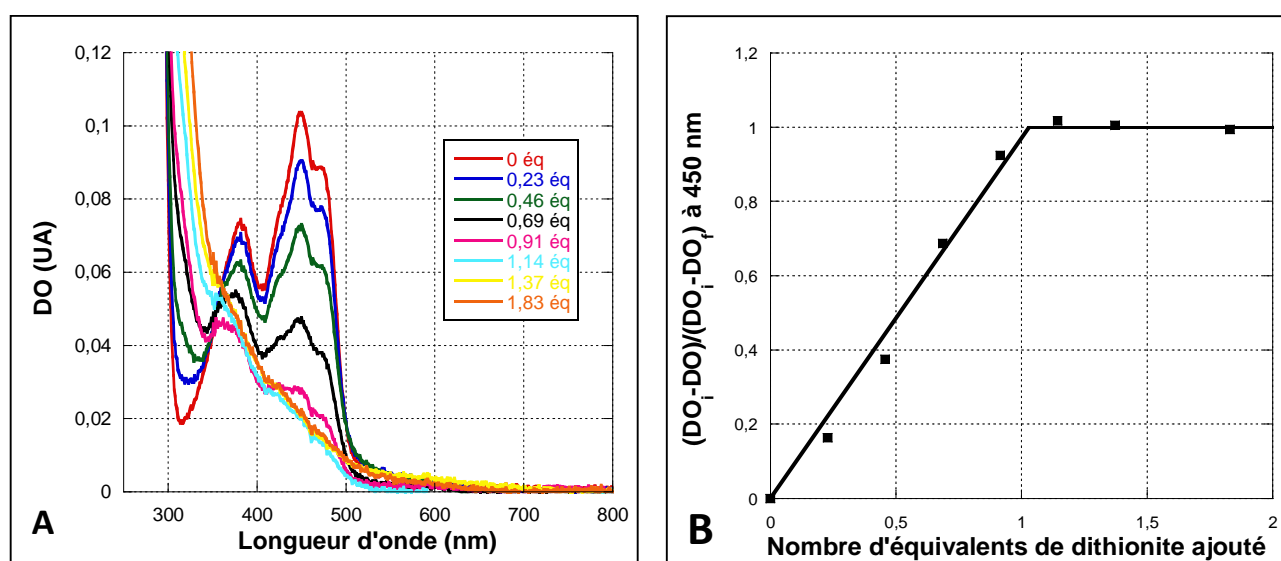 0,12
0,1
0,08
0,06
0,04
0,02
0
DO (UA)
300
400
500
600
700
800
Longueur d'onde (nm)
0 éq
0,23 éq
0,46 éq
0,69 éq
0,91 éq
1,14 éq
1,37 éq
1,83 éq
A
1,2
1
0,8
0,6
0,4
0,2
0
(DOi-DO)/(DOi-DOf) à 450 nm
0
0,5
1
1,5
2
Nombre d'équivalents de dithionite ajouté
B